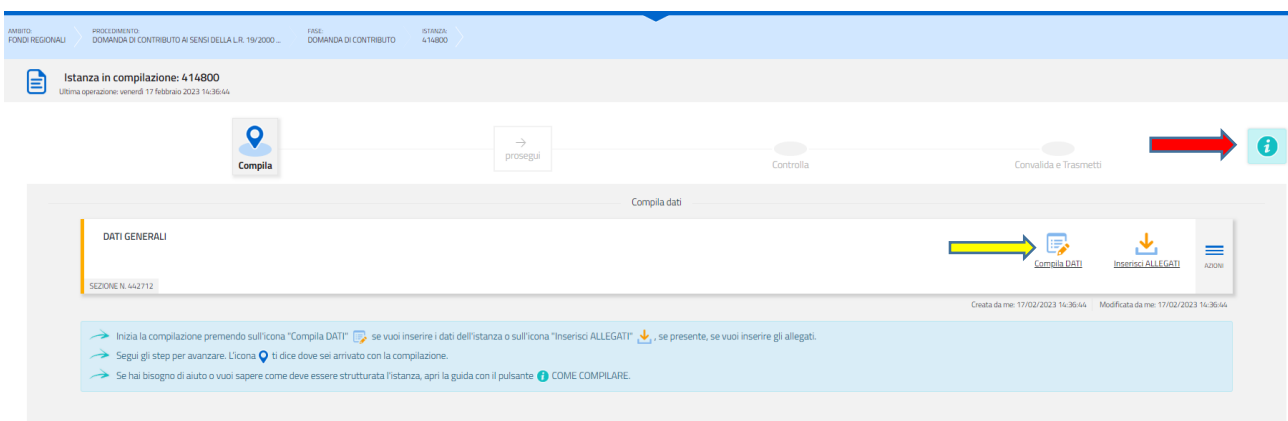 AMBITO:
FONDI REGIONALI
PROCEDIMENTO:
DOMANDA DI CONTRIBUTO AI SENSI DELLA L.R. 19/2000 ...
FASE:
DOMANDA DI CONTRIBUTO
ISTANZA:
414800
Istanza in compilazione: 414800
Ultima operazione: venerdì 17 febbraio 2023 14:36:44
Compila
prosegui
Controlla
Convalida e Trasmetti
Compila dati
DATI GENERALI
Compila DATI
Inserisci ALLEGATI
AZIONI
SEZIONE N. 442712
Creata da me: 17/02/2023 14:36:44 Modificata da me: 17/02/2023 14:36:44
Inizia la compilazione premendo sull'icona "Compila DATI" se vuoi inserire i dati dell'istanza o sull'icona "Inserisci ALLEGATI" , se presente, se vuoi inserire gli allegati.
Segui gli step per avanzare. L'icona ti dice dove sei arrivato con la compilazione.
Se hai bisogno di aiuto o vuoi sapere come deve essere strutturata l'istanza, apri la guida con il pulsante COME COMPILARE.